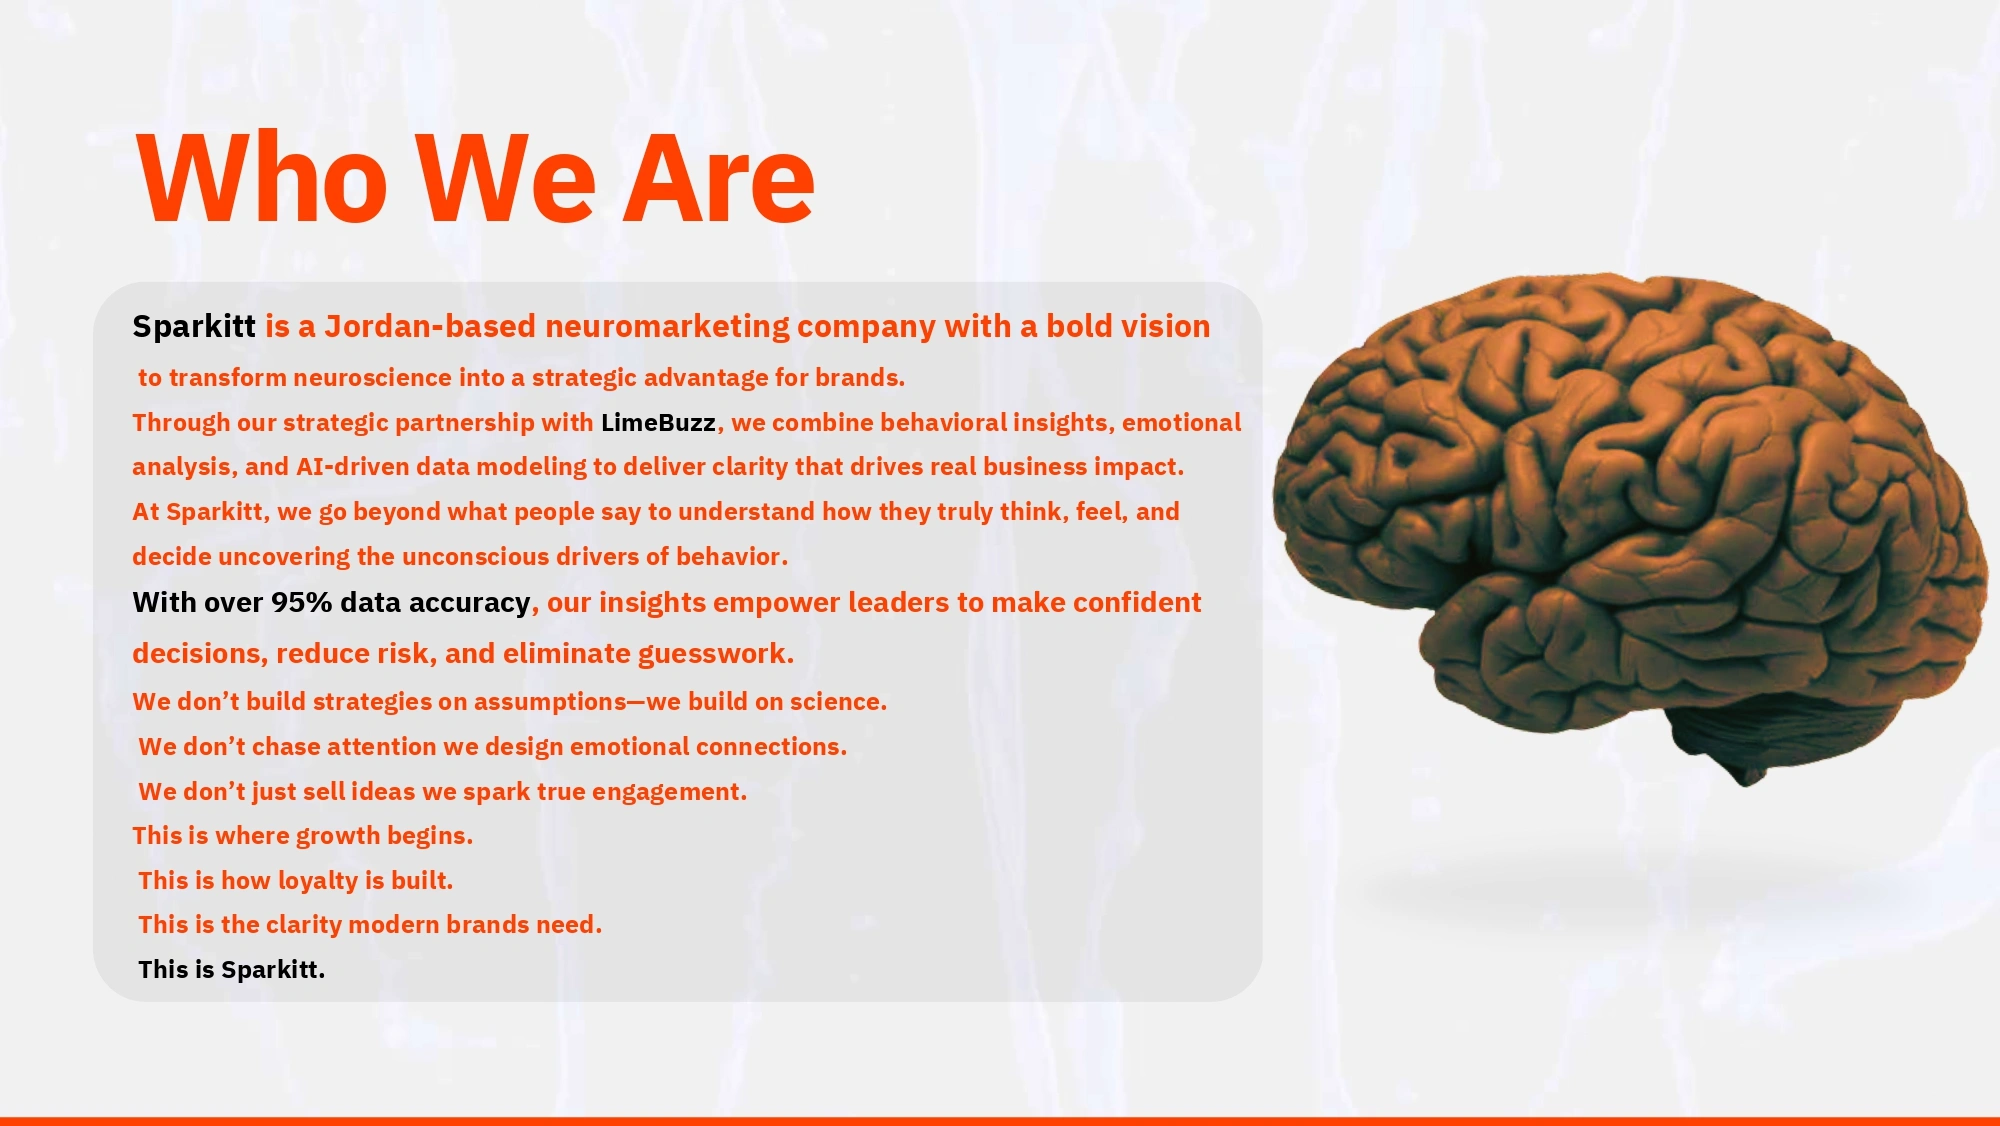 Who We Are
Sparkitt is a Jordan-based neuromarketing company with a bold vision
to transform neuroscience into a strategic advantage for brands.
Through our strategic partnership with LimeBuzz, we combine behavioral insights, emotional
analysis, and AI-driven data modeling to deliver clarity that drives real business impact.
At Sparkitt, we go beyond what people say to understand how they truly think, feel, and
decide uncovering the unconscious drivers of behavior.
With over 95% data accuracy, our insights empower leaders to make confident
decisions, reduce risk, and eliminate guesswork.
We don’t build strategies on assumptions—we build on science.
We don’t chase attention we design emotional connections.
We don’t just sell ideas we spark true engagement.
This is where growth begins.
This is how loyalty is built.
This is the clarity modern brands need.
This is Sparkitt.